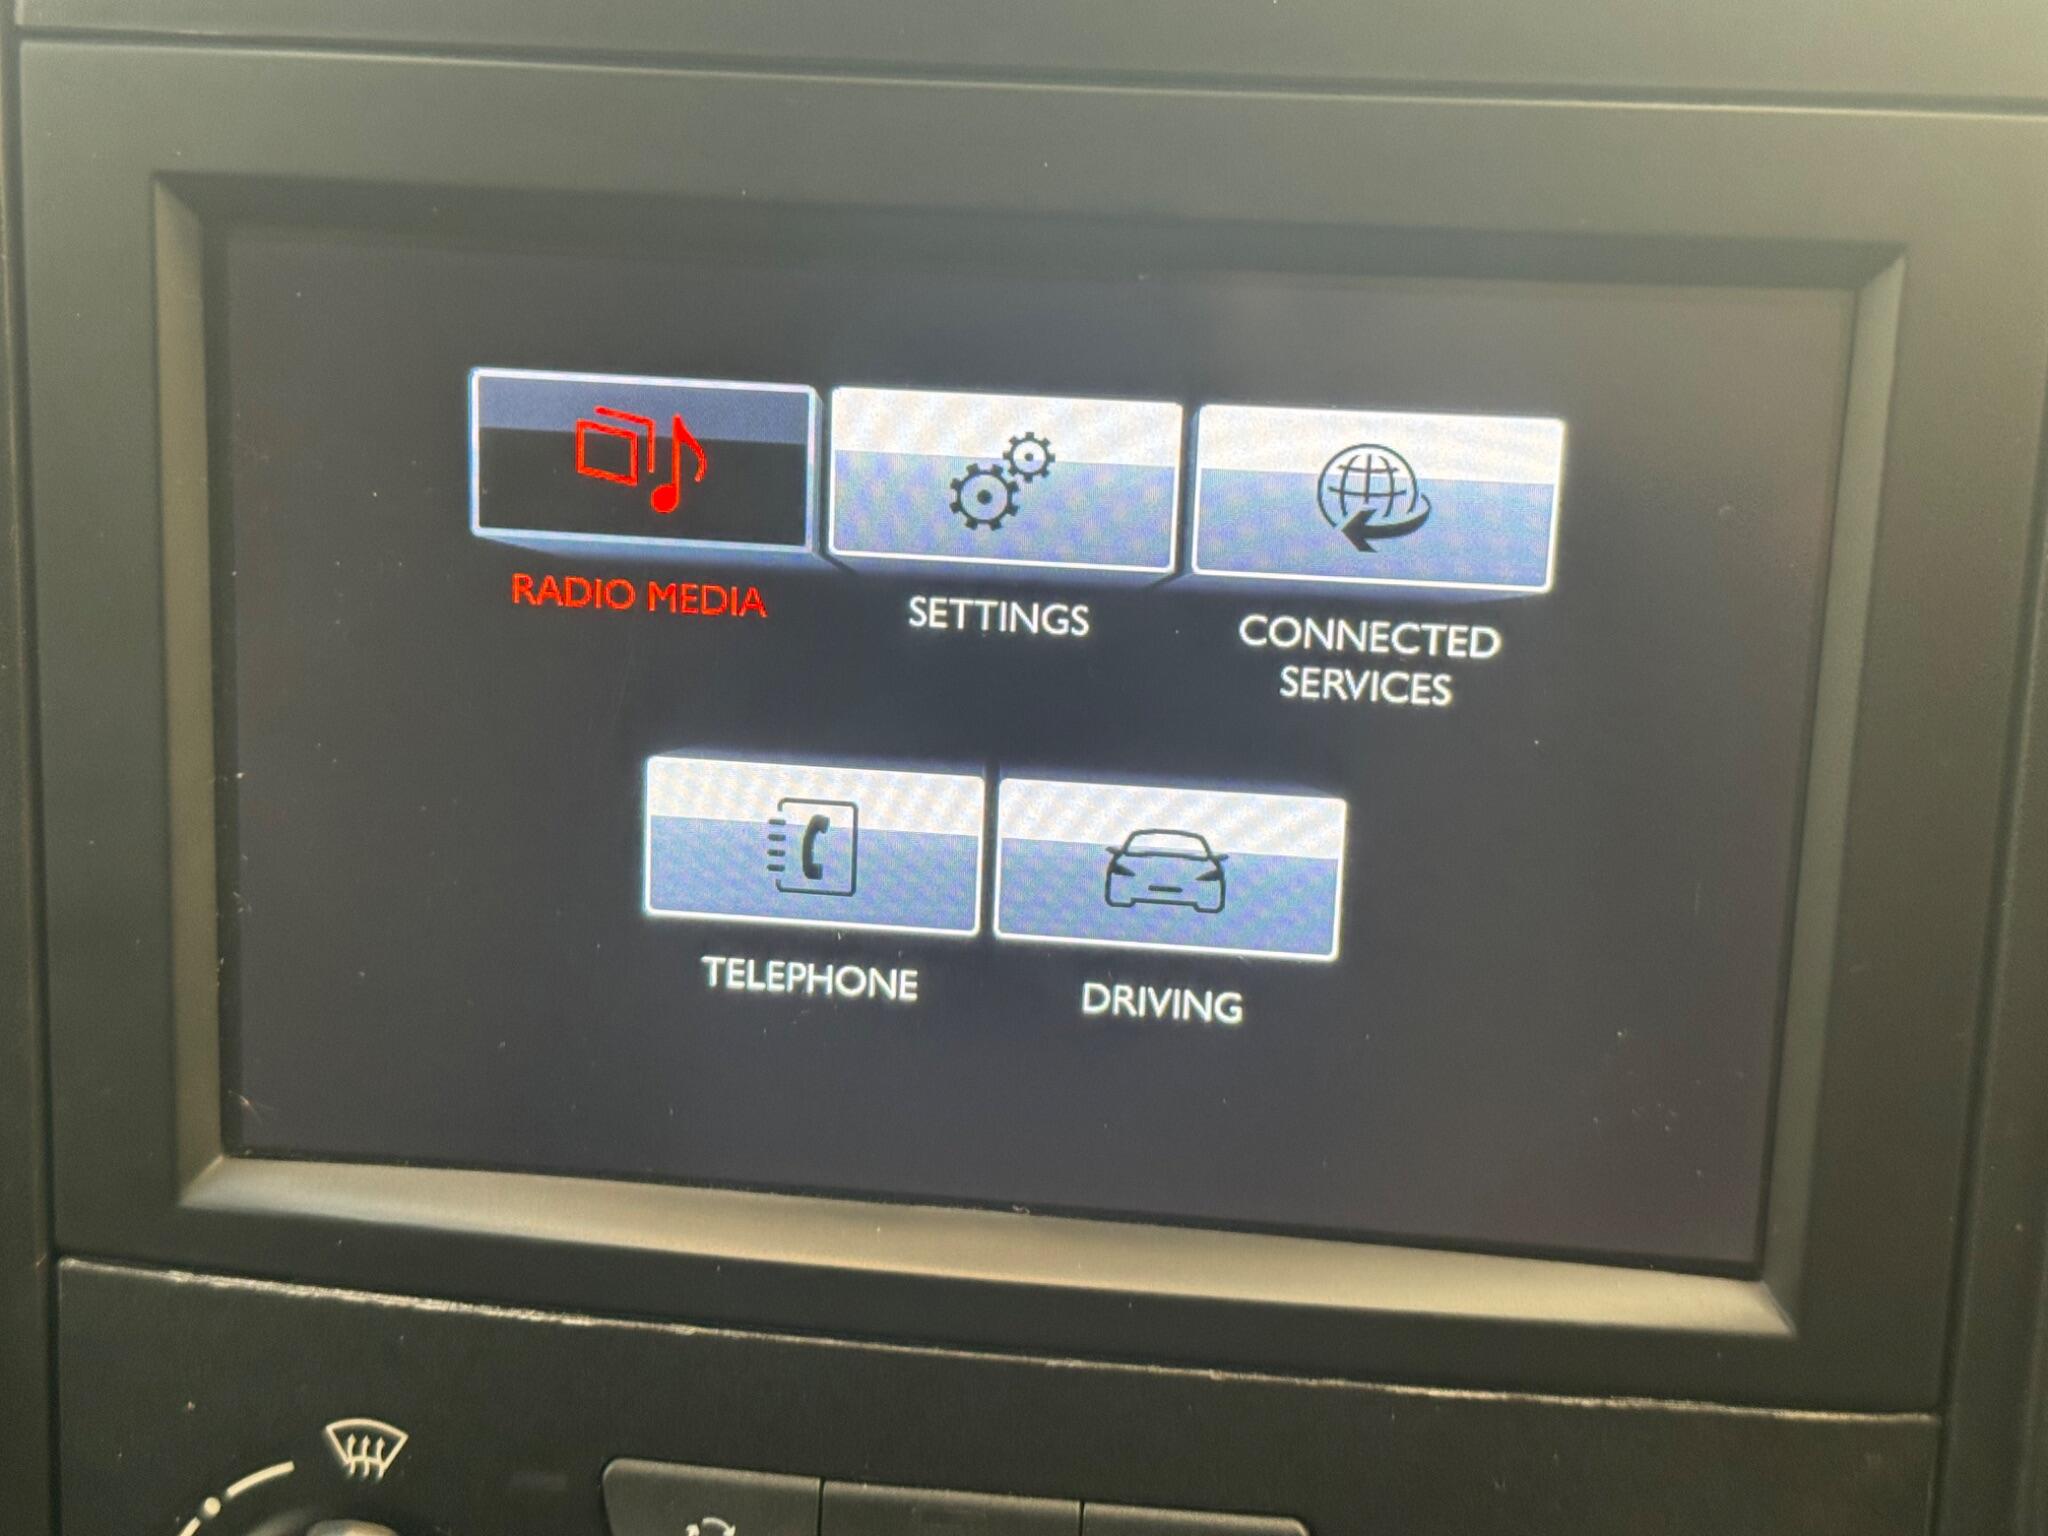 RADIO MEDIA
SETTINGS
CONNECTED
SERVICES
TELEPHONE
DRIVING